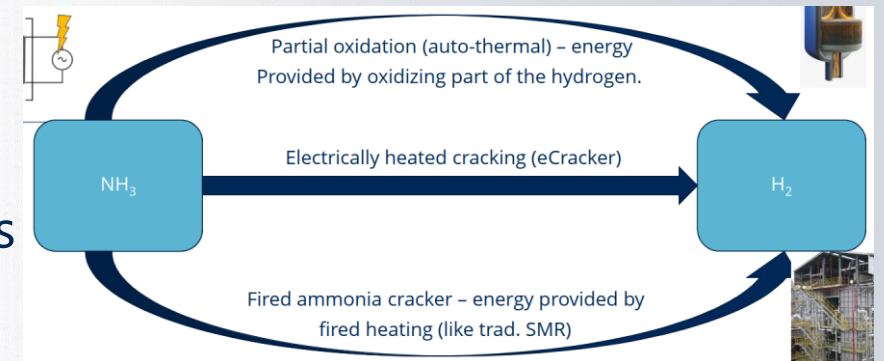 Partial oxidation (auto-thermal) – energy
Provided by oxidizing part of the hydrogen.
Electrically heated cracking (eCracker)
NH₃
H₂
s
Fired ammonia cracker – energy provided by
fired heating (like trad. SMR)